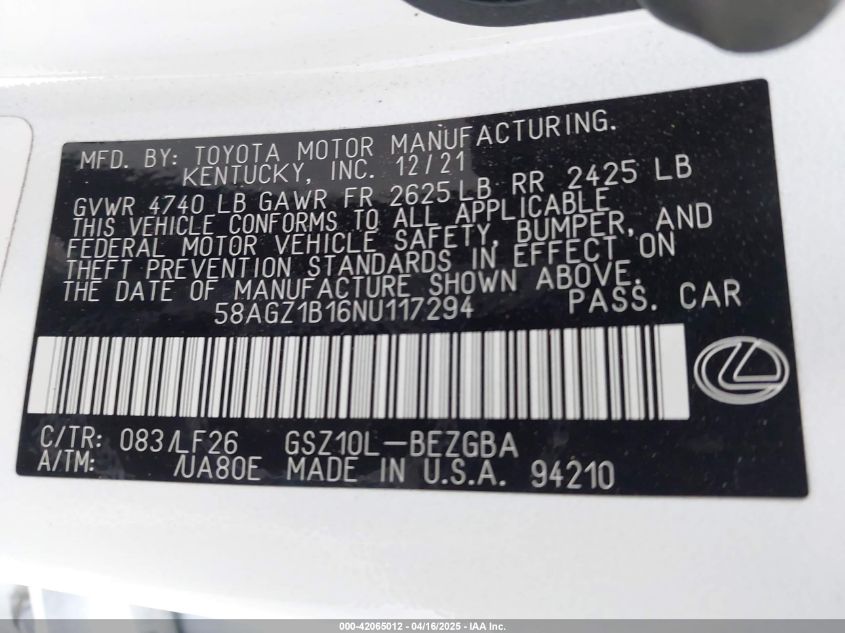 MFD. BY: TOYOTA MOTOR MANUFACTURING.
KENTUCKY, INC. 12/21
GVWR 4740 LB GAWR FR 2625 LB RR 2425 LB
THIS VEHICLE CONFORMS TO ALL APPLICABLE
FEDERAL MOTOR VEHICLE SAFETY, BUMPER, AND
THEFT PREVENTION STANDARDS IN EFFECT ON
THE DATE OF MANUFACTURE SHOWN ABOVE.
58AGZ1B16NU117294 PASS. CAR
C/TR: 083/LF26 GSZ10L-BEZGBA
A/TM: /UA80E MADE IN U.S.A. 94210
000-42065012 - 04/16/2025 - IAA Inc.